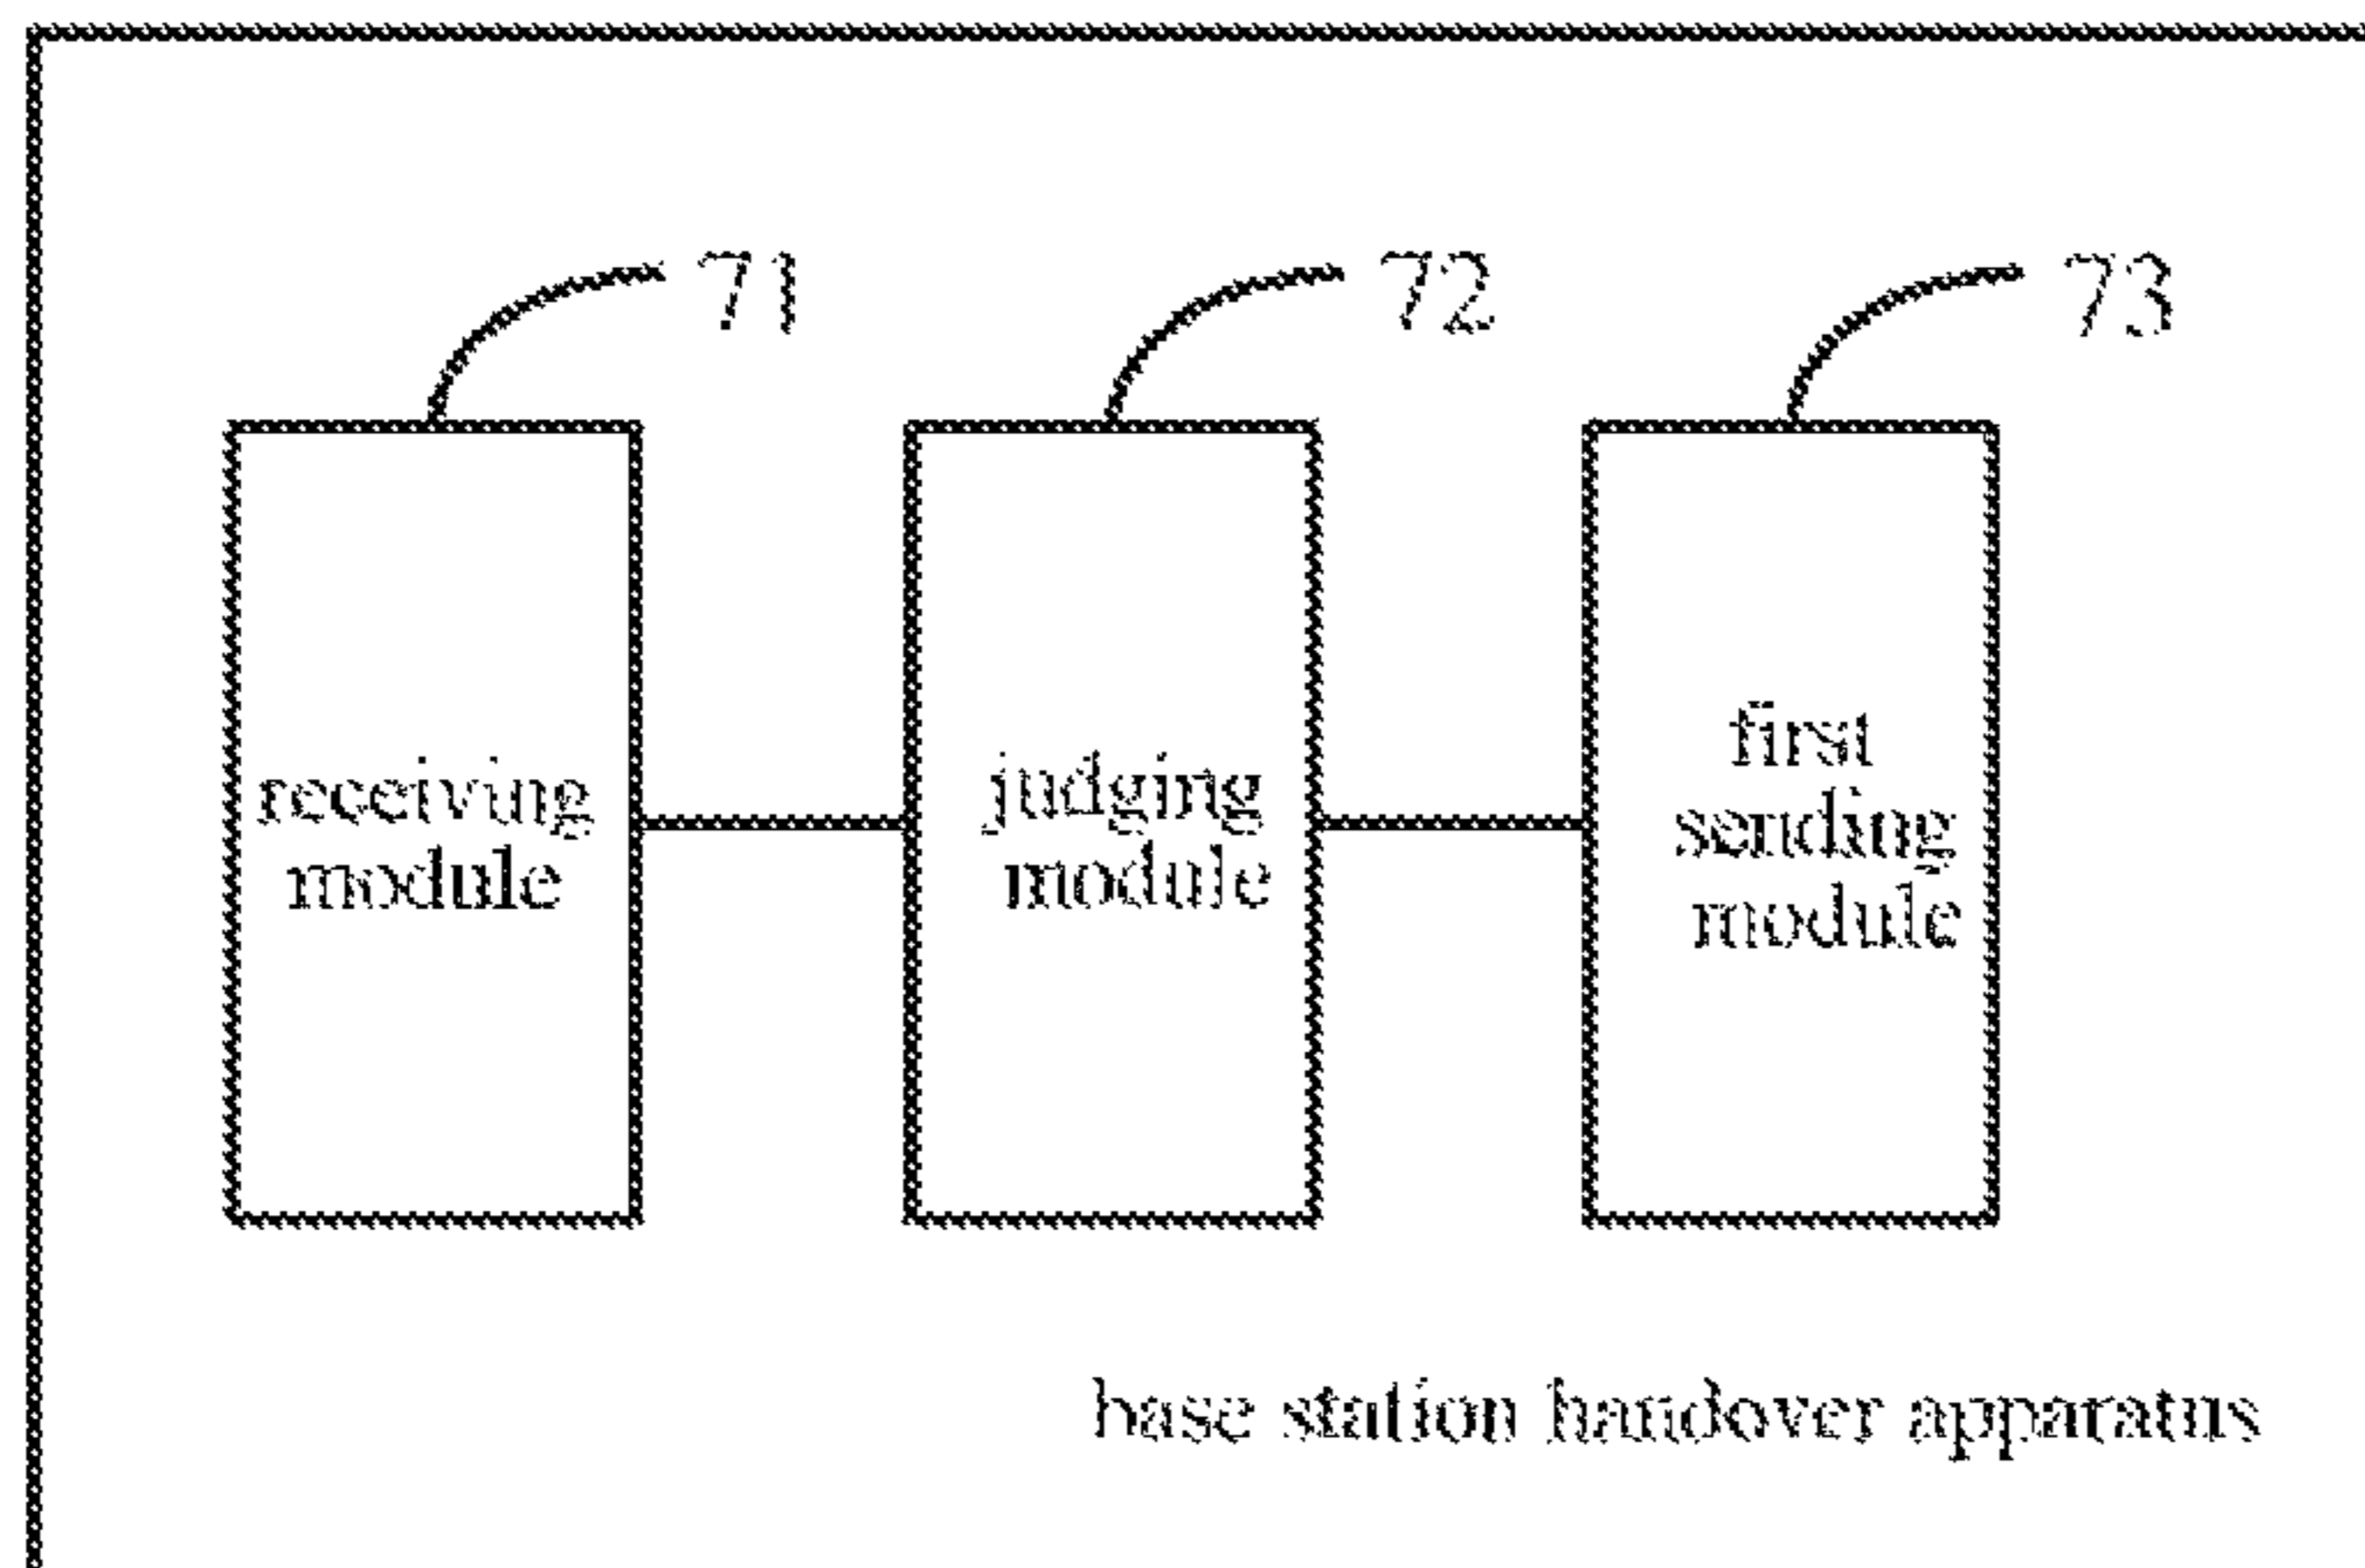 71
72
73
receiving
module
judging
module
first
sending
module
base station handover apparatus